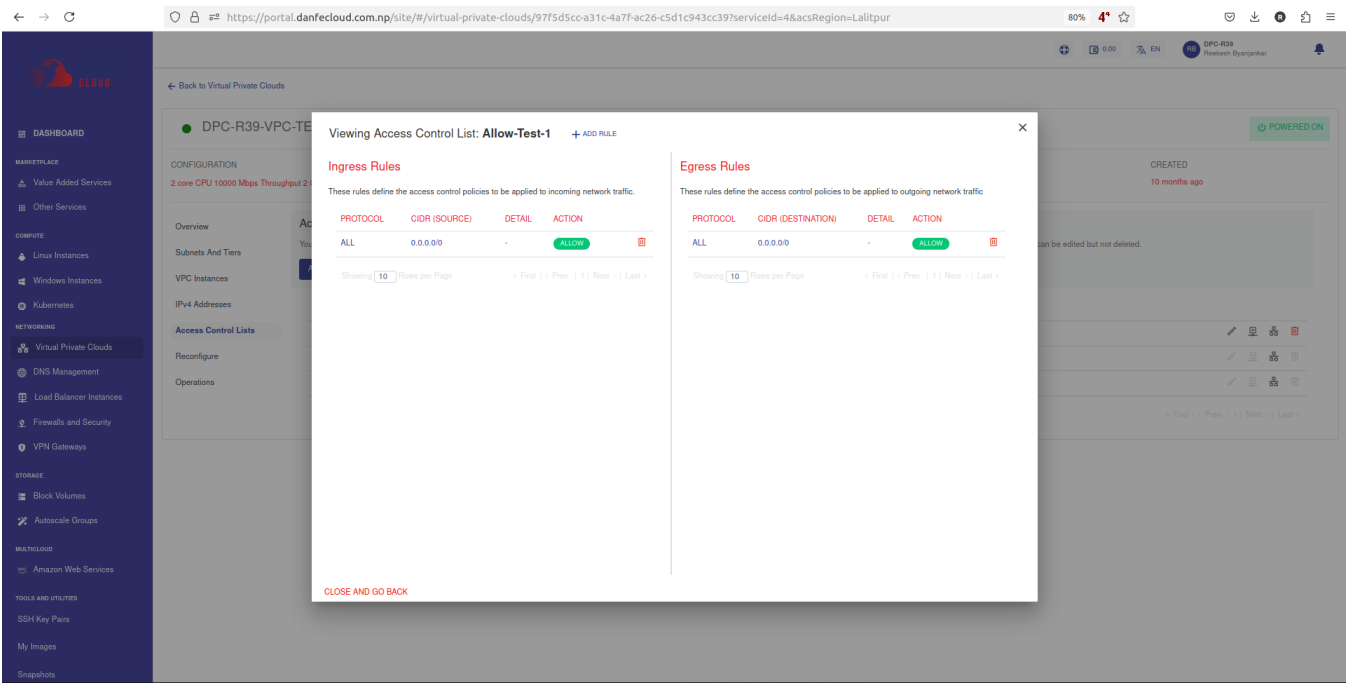 https://portal.danfecloud.com.np/site/#/virtual-private-clouds/97f5d5cc-a31c-4a7f-ac26-c5d1c943cc39?serviceId=4&acsRegion=Lalitpur
80%
CLOUD
0.00
EN
RB
DPC-R39
Reekesh Byanjankar
Back to Virtual Private Clouds
DPC-R39-VPC-TE
POWERED ON
CONFIGURATION
2 core CPU 10000 Mbps Throughput 2
CREATED
10 months ago
DASHBOARD
MARKETPLACE
Value Added Services
Other Services
COMPUTE
Linux Instances
Windows Instances
Kubernetes
NETWORKING
Virtual Private Clouds
DNS Management
Load Balancer Instances
Firewalls and Security
VPN Gateways
STORAGE
Block Volumes
Autoscale Groups
MULTICLOUD
Amazon Web Services
TOOLS AND UTILITIES
SSH Key Pairs
My Images
Snapshots
Overview
Subnets And Tiers
VPC Instances
IPv4 Addresses
Access Control Lists
Reconfigure
Operations
Ac
You
can be edited but not deleted.
Viewing Access Control List: Allow-Test-1
+ ADD RULE
Ingress Rules
These rules define the access control policies to be applied to incoming network traffic.
PROTOCOL CIDR (SOURCE) DETAIL ACTION
ALL 0.0.0.0/0 - ALLOW
Showing 10 Rows per Page ‹ First | ‹ Prev | 1 | Next › | Last ›
Egress Rules
These rules define the access control policies to be applied to outgoing network traffic
PROTOCOL CIDR (DESTINATION) DETAIL ACTION
ALL 0.0.0.0/0 - ALLOW
Showing 10 Rows per Page ‹ First | ‹ Prev | 1 | Next › | Last ›
CLOSE AND GO BACK
‹ First | ‹ Prev | 1 | Next › | Last ›